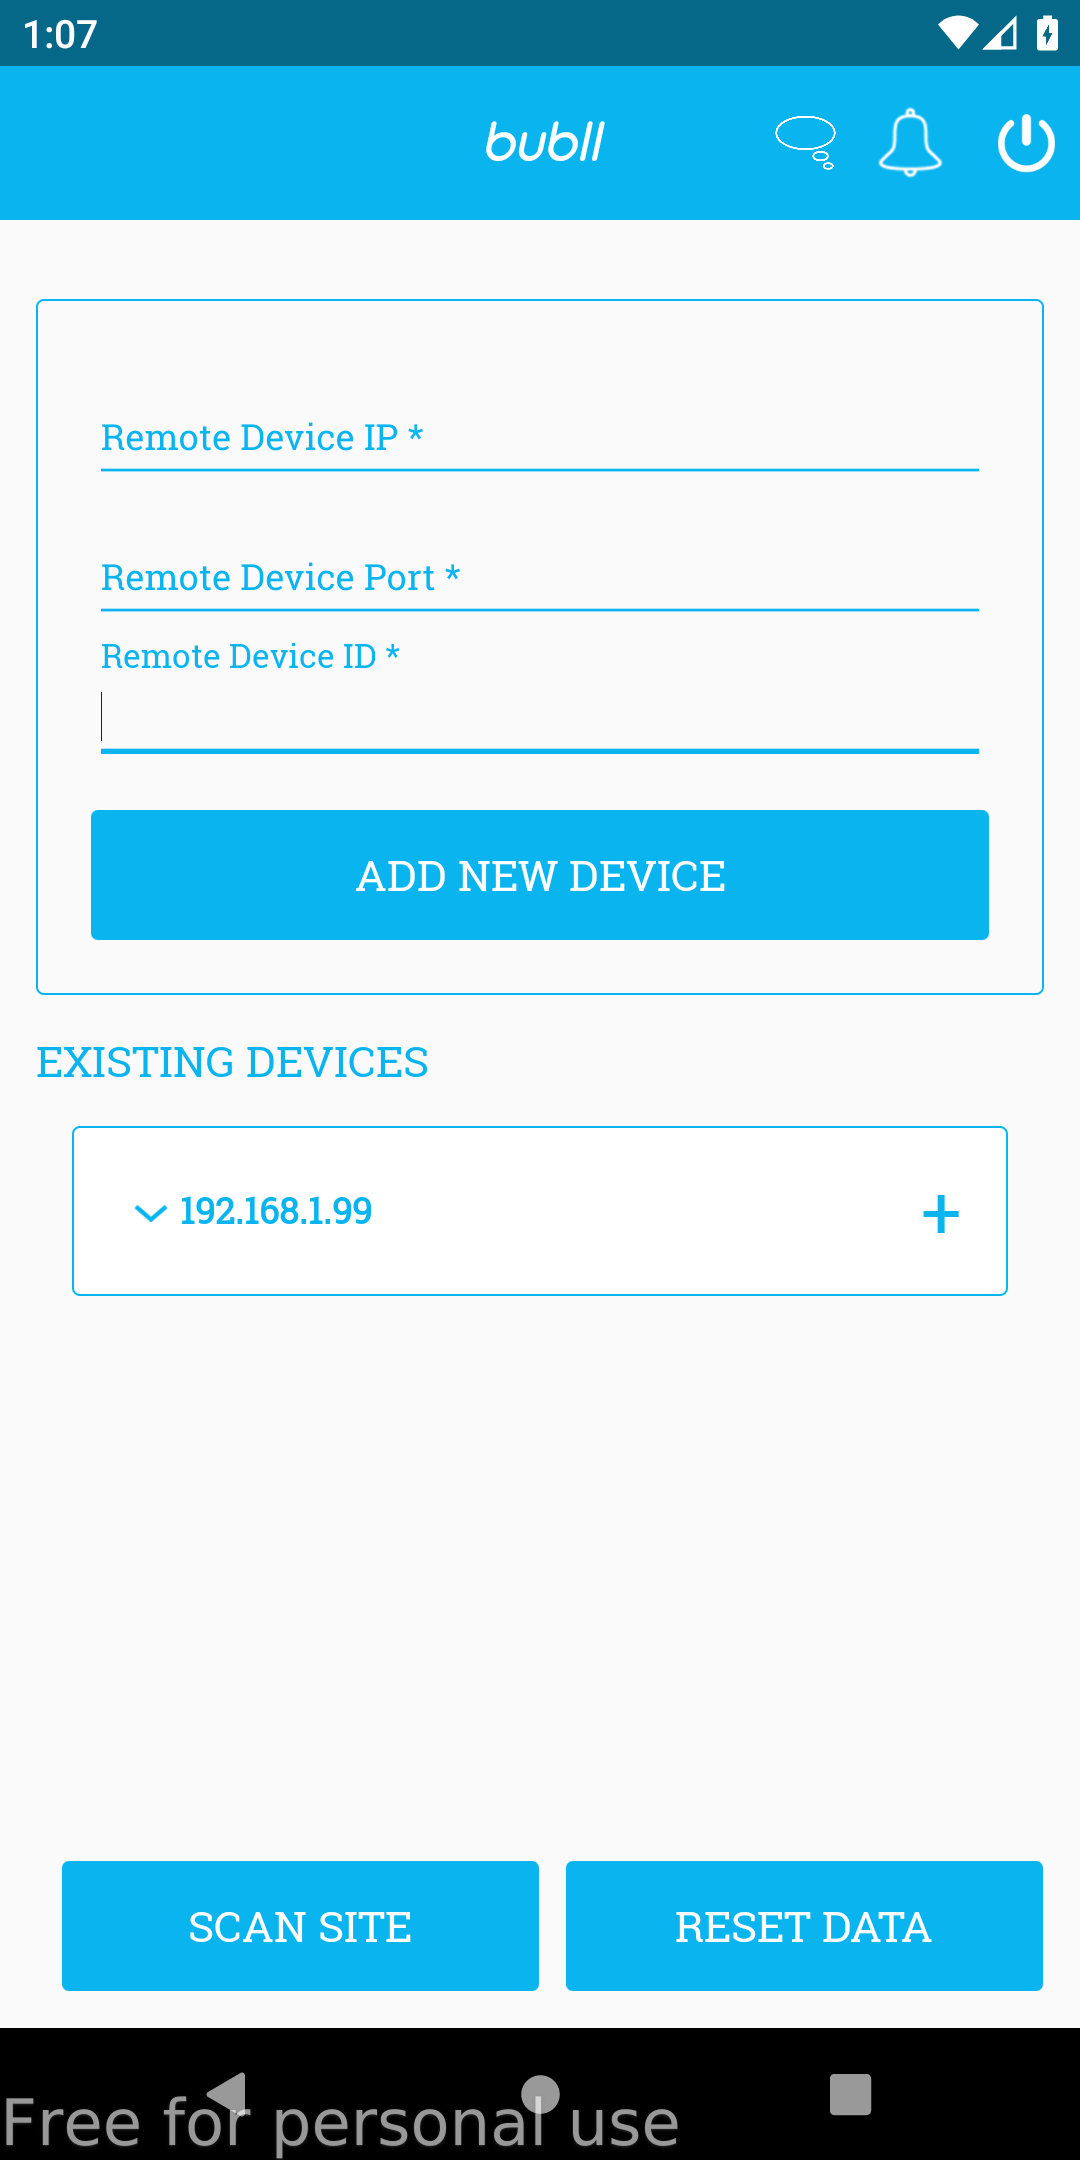 1:07
bubll
Remote Device IP *
Remote Device Port *
Remote Device ID *
ADD NEW DEVICE
EXISTING DEVICES
192.168.1.99
+
SCAN SITE
RESET DATA
Free for personal use